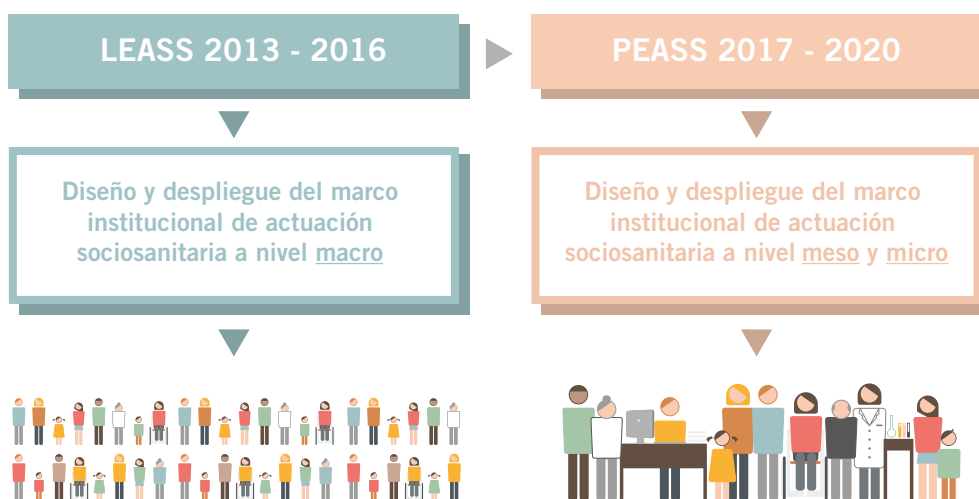 LEASS 2013 - 2016
PEASS 2017 - 2020
Diseño y despliegue del marco
institucional de actuación
sociosanitaria a nivel macro
Diseño y despliegue del marco
institucional de actuación
sociosanitaria a nivel meso y micro